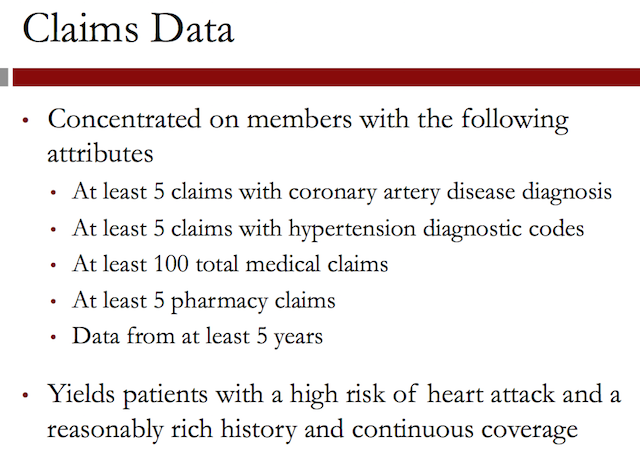 Claims Data
• Concentrated on members with the following
attributes
• At least 5 claims with coronary artery disease diagnosis
• At least 5 claims with hypertension diagnostic codes
• At least 100 total medical claims
• At least 5 pharmacy claims
• Data from at least 5 years
• Yields patients with a high risk of heart attack and a
reasonably rich history and continuous coverage